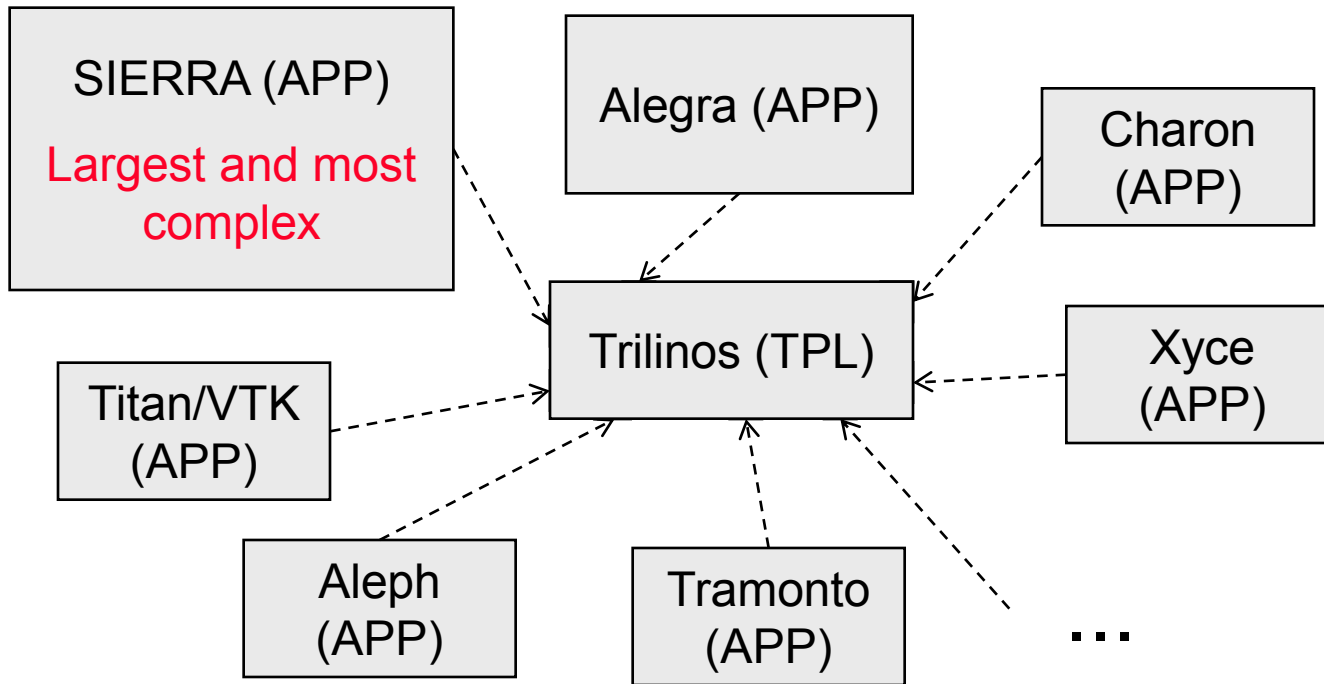 SIERRA (APP)
Largest and most
complex
Alegra (APP)
Charon
(APP)
Trilinos (TPL)
Xyce
(APP)
Titan/VTK
(APP)
Aleph
(APP)
Tramonto
(APP)
...